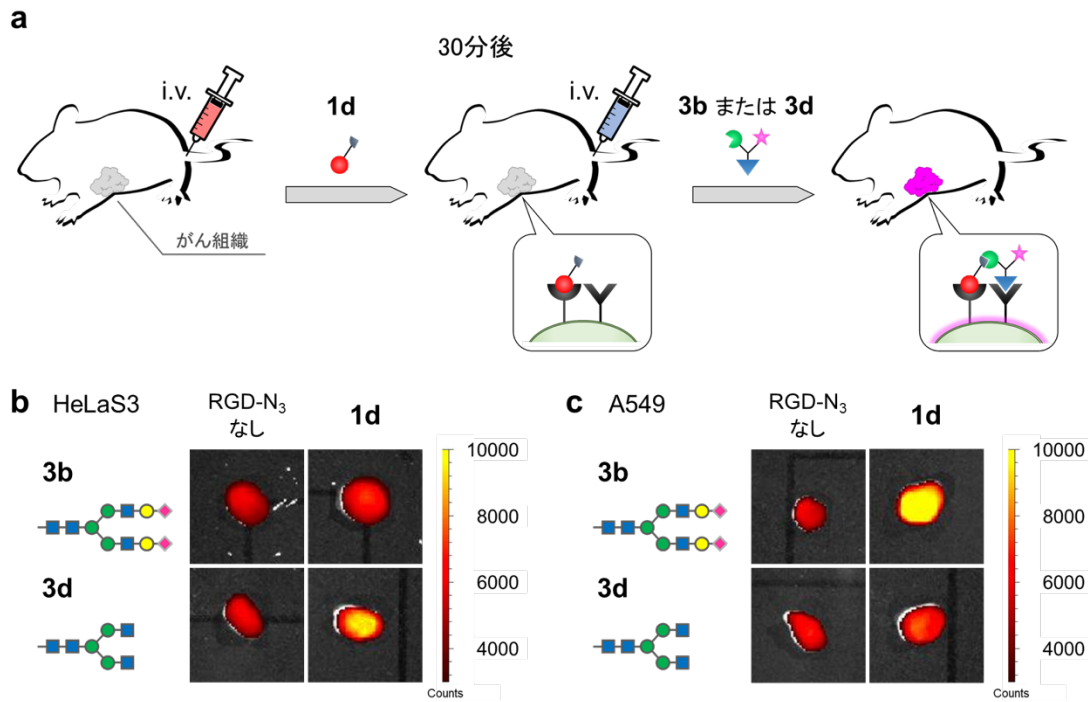 a
30分後
i.v.
1d
i.v.
3b または 3d
がん組織
b HeLaS3
RGD-N₃
なし
1d
3b
3d
10000
8000
6000
4000
Counts
c A549
RGD-N₃
なし
1d
3b
3d
10000
8000
6000
4000
Counts